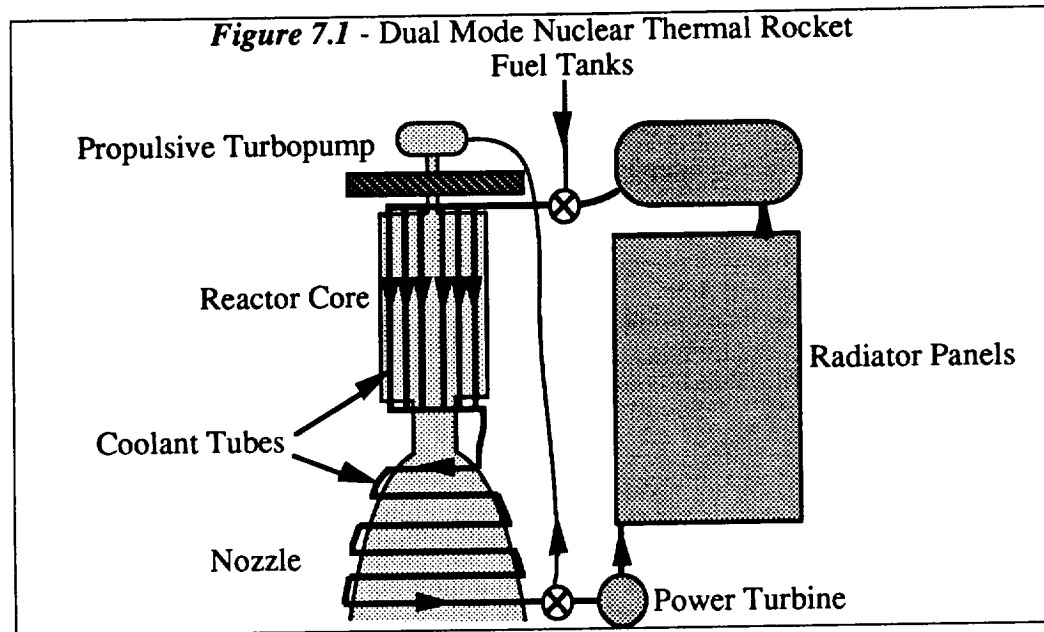 Figure 7.1 - Dual Mode Nuclear Thermal Rocket
Fuel Tanks
Propulsive Turbopump
Reactor Core
Radiator Panels
Coolant Tubes
Nozzle
Power Turbine